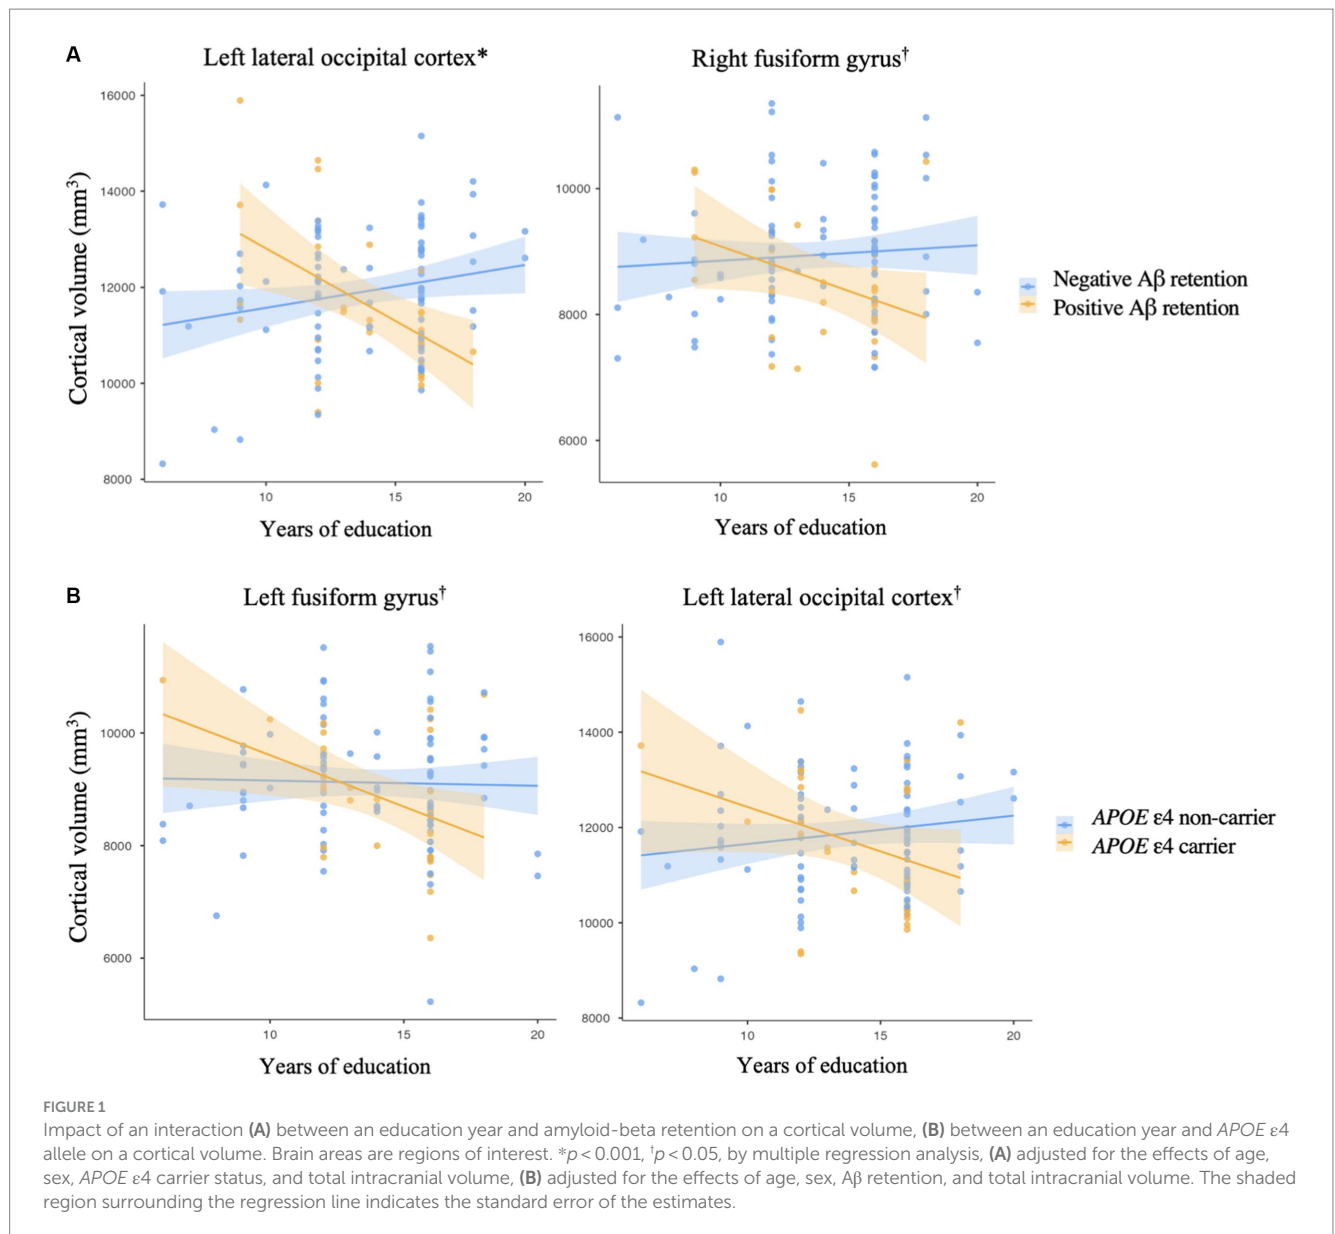 A
Left lateral occipital cortex*
Right fusiform gyrus†
Cortical volume (mm³)
16000
14000
12000
10000
8000
10
15
20
Years of education
10000
8000
6000
10
15
20
Years of education
Negative Aβ retention
Positive Aβ retention
B
Left fusiform gyrus†
Left lateral occipital cortex†
Cortical volume (mm³)
10000
8000
6000
10
15
20
Years of education
16000
14000
12000
10000
8000
10
15
20
Years of education
APOE ε4 non-carrier
APOE ε4 carrier
FIGURE 1
Impact of an interaction (A) between an education year and amyloid-beta retention on a cortical volume, (B) between an education year and APOE ε4
allele on a cortical volume. Brain areas are regions of interest. *p < 0.001, †p < 0.05, by multiple regression analysis, (A) adjusted for the effects of age,
sex, APOE ε4 carrier status, and total intracranial volume, (B) adjusted for the effects of age, sex, Aβ retention, and total intracranial volume. The shaded
region surrounding the regression line indicates the standard error of the estimates.